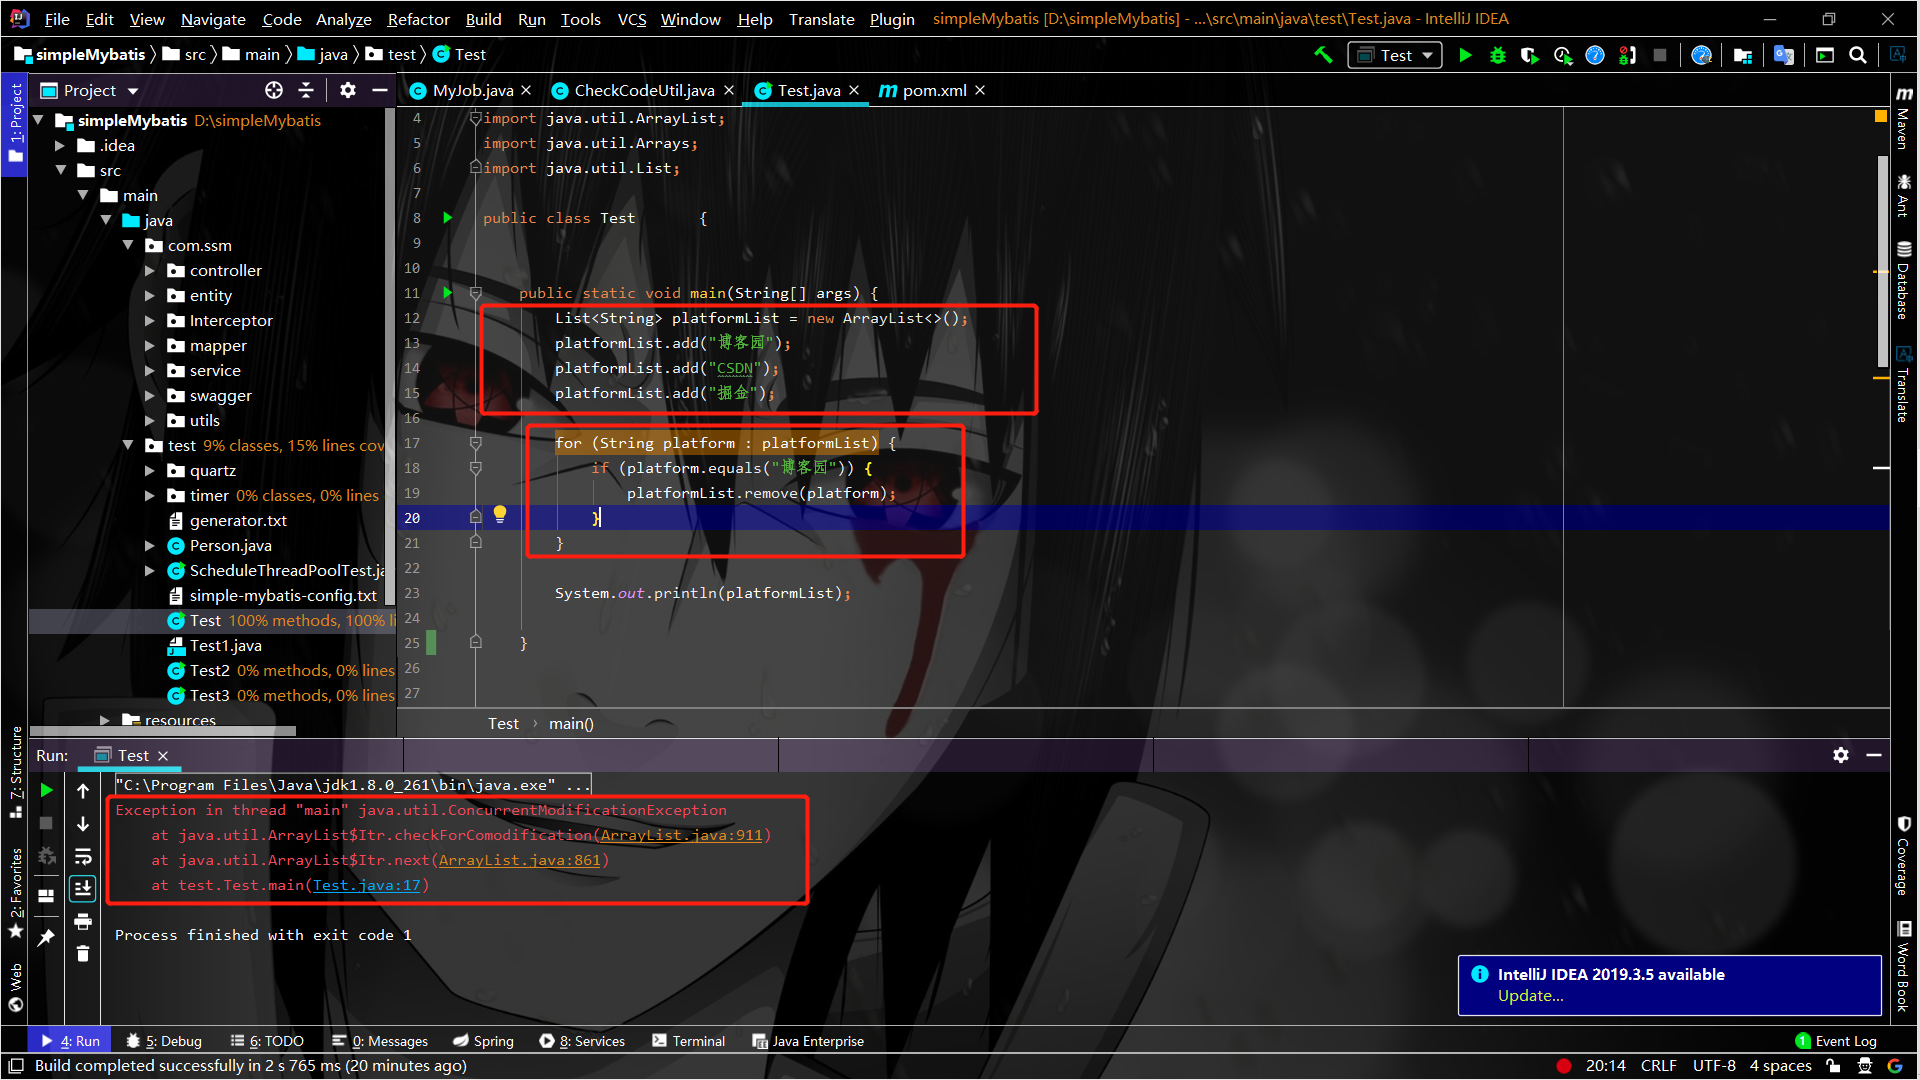 File Edit View Navigate Code Analyze Refactor Build Run Tools VCS Window Help Translate Plugin simpleMybatis [D:\simpleMybatis] - ...\src\main\java\test\Test.java - IntelliJ IDEA
simpleMybatis src main java test Test
Test
Project
MyJob.java CheckCodeUtil.java Test.java pom.xml
simpleMybatis D:\simpleMybatis
.idea
src
main
java
com.ssm
controller
entity
Interceptor
mapper
service
swagger
utils
test 9% classes, 15% lines cov
quartz
timer 0% classes, 0% lines
generator.txt
Person.java
ScheduleThreadPoolTest.ja
simple-mybatis-config.txt
Test 100% methods, 100% li
Test1.java
Test2 0% methods, 0% lines
Test3 0% methods, 0% lines
resources
4 import java.util.ArrayList;
5 import java.util.Arrays;
6 import java.util.List;
7
8 public class Test {
9
10
11 public static void main(String[] args) {
12 List<String> platformList = new ArrayList<>();
13 platformList.add("博客园");
14 platformList.add("CSDN");
15 platformList.add("掘金");
16
17 for (String platform : platformList) {
18 if (platform.equals("博客园")) {
19 platformList.remove(platform);
20 }
21 }
22
23 System.out.println(platformList);
24
25 }
26
27
Test main()
1: Project
7: Structure
2: Favorites
Web
Maven
Ant
Database
Translate
Coverage
Word Book
Run: Test
"C:\Program Files\Java\jdk1.8.0_261\bin\java.exe" ...
Exception in thread "main" java.util.ConcurrentModificationException
at java.util.ArrayList$Itr.checkForComodification(ArrayList.java:911)
at java.util.ArrayList$Itr.next(ArrayList.java:861)
at test.Test.main(Test.java:17)
Process finished with exit code 1
IntelliJ IDEA 2019.3.5 available
Update...
4: Run 5: Debug 6: TODO 0: Messages Spring 8: Services Terminal Java Enterprise 1 Event Log
Build completed successfully in 2 s 765 ms (20 minutes ago) 20:14 CRLF UTF-8 4 spaces